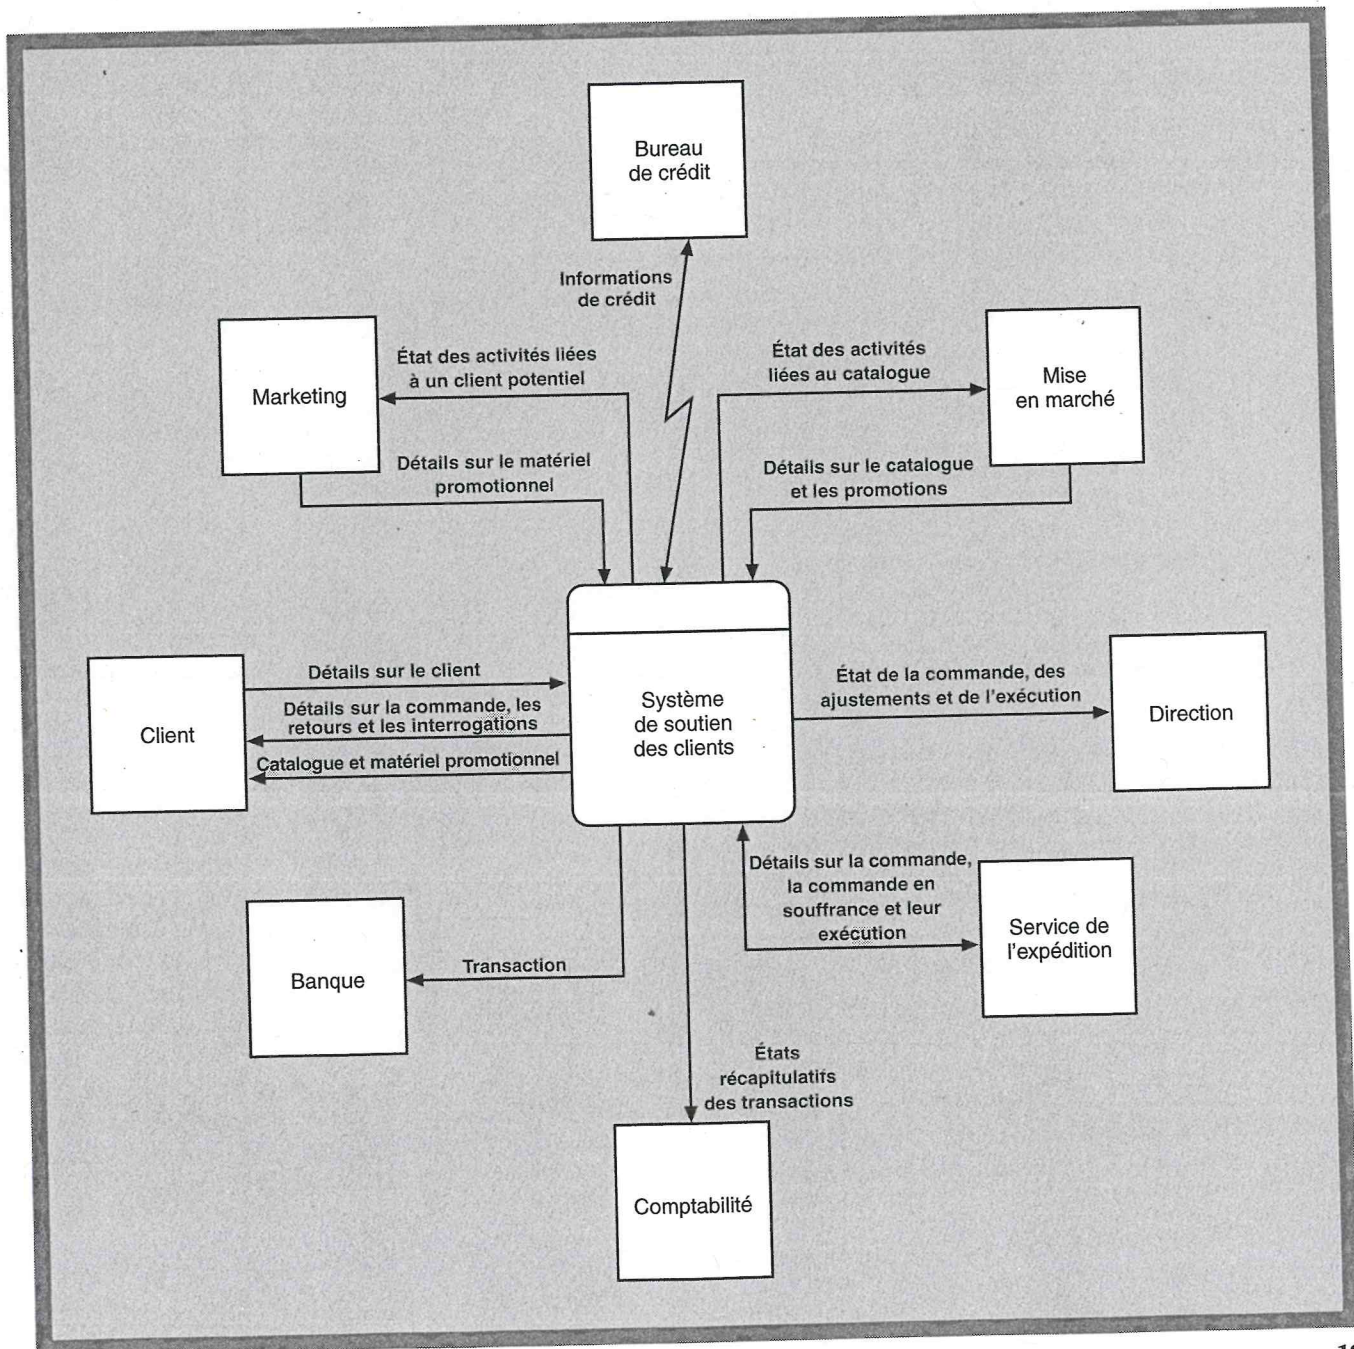 Bureau
de crédit
Informations
de crédit
Marketing
État des activités liées
à un client potentiel
Détails sur le matériel
promotionnel
État des activités
liées au catalogue
Mise
en marché
Détails sur le catalogue
et les promotions
Client
Détails sur le client
Détails sur la commande, les
retours et les interrogations
Catalogue et matériel promotionnel
Système
de soutien
des clients
État de la commande, des
ajustements et de l'exécution
Direction
Détails sur la commande,
la commande en
souffrance et leur
exécution
Service de
l'expédition
Banque
Transaction
États
récapitulatifs
des transactions
Comptabilité